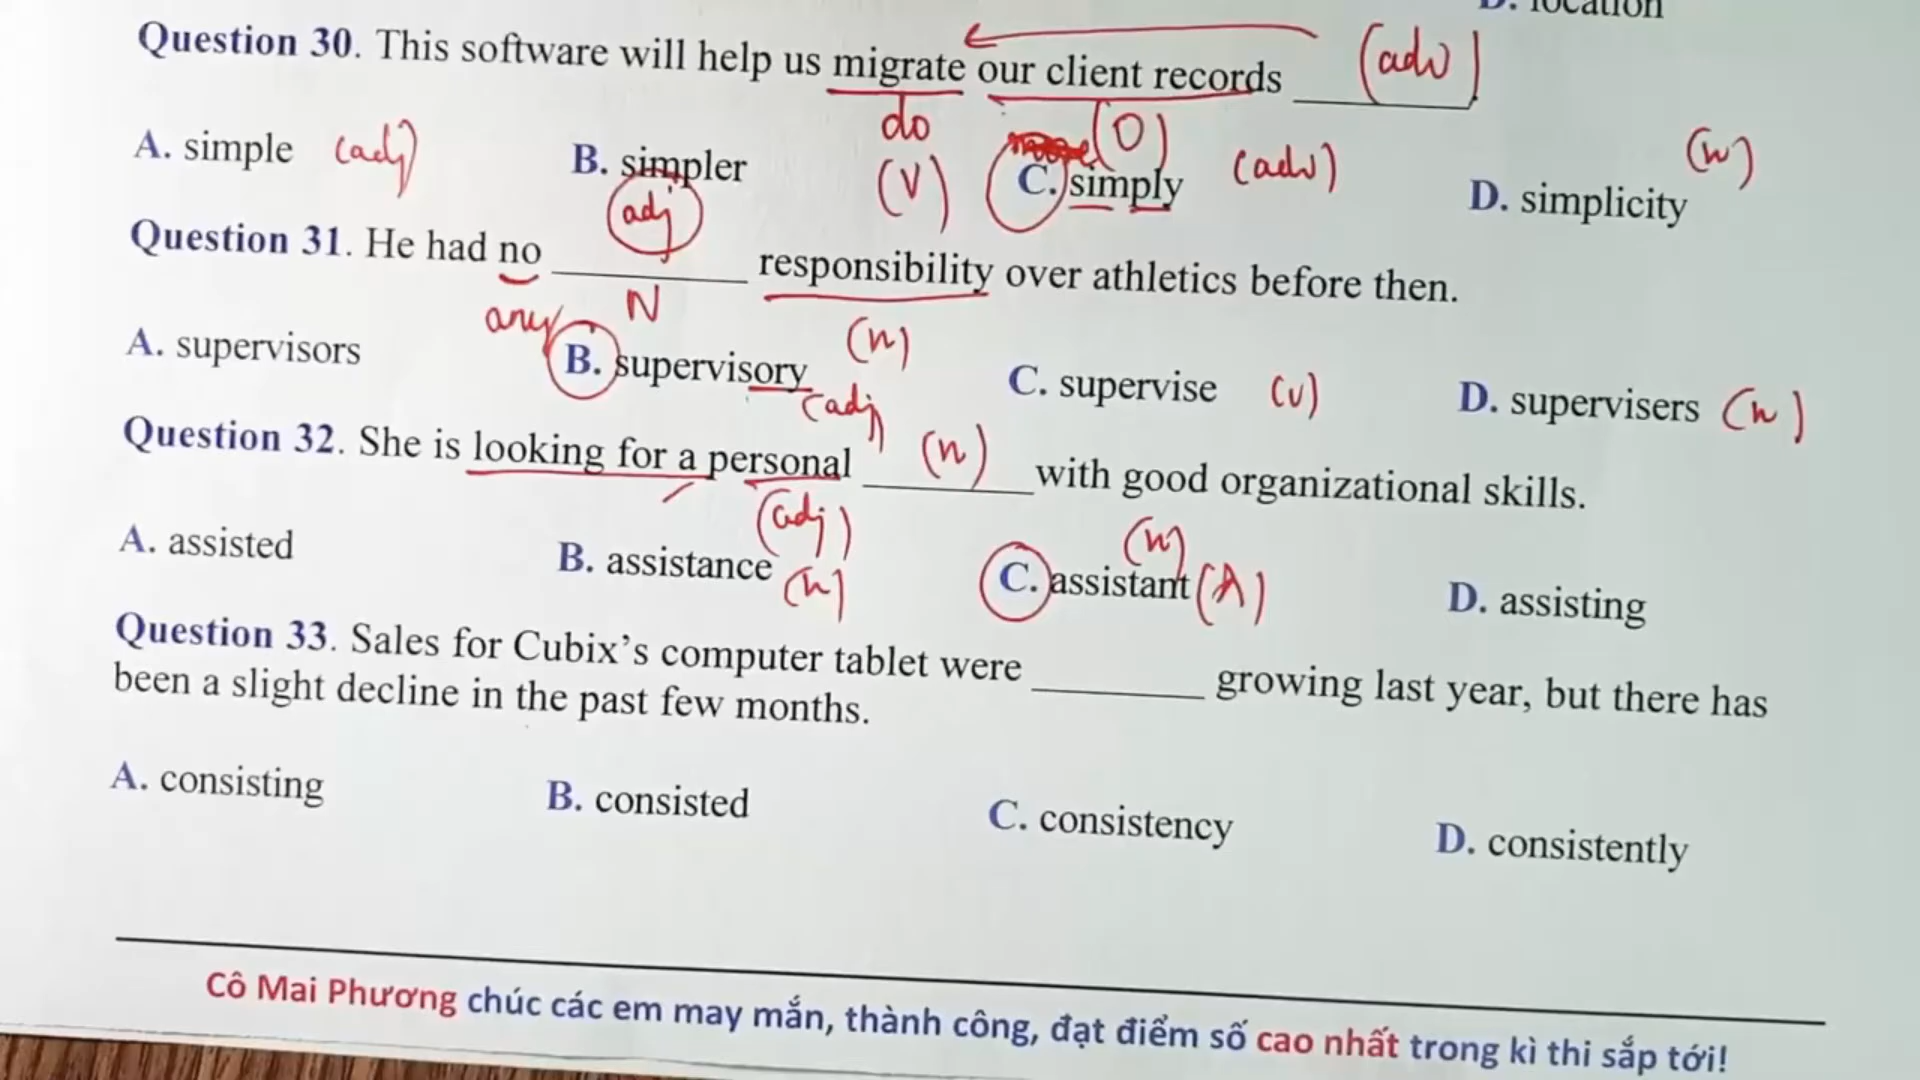 D. location
Question 30. This software will help us migrate our client records ________. (adv)
do (O)
A. simple (adj) B. simpler (V) C. simply (adv) D. simplicity (n)
adj
Question 31. He had no ________ responsibility over athletics before then.
any N (n)
A. supervisors B. supervisory C. supervise (v) D. supervisers (n)
(adj)
Question 32. She is looking for a personal ________ with good organizational skills.
(n)
(adj) (n)
A. assisted B. assistance (n) C. assistant (A) D. assisting
Question 33. Sales for Cubix's computer tablet were ________ growing last year, but there has
been a slight decline in the past few months.
A. consisting B. consisted C. consistency D. consistently
Cô Mai Phương chúc các em may mắn, thành công, đạt điểm số cao nhất trong kì thi sắp tới!